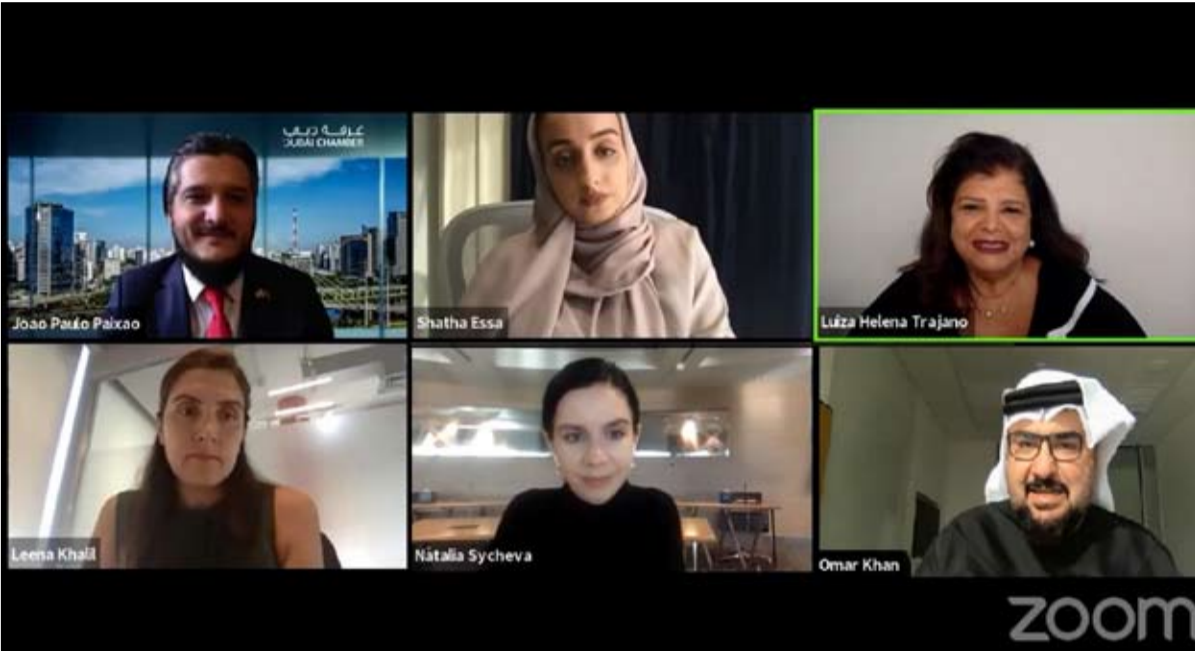 غرفة دبي
DUBAI CHAMBER
Joao Paulo Paixao
Shatha Essa
Luiza Helena Trajano
Leena Khalil
Natalia Sycheva
Omar Khan
zoom